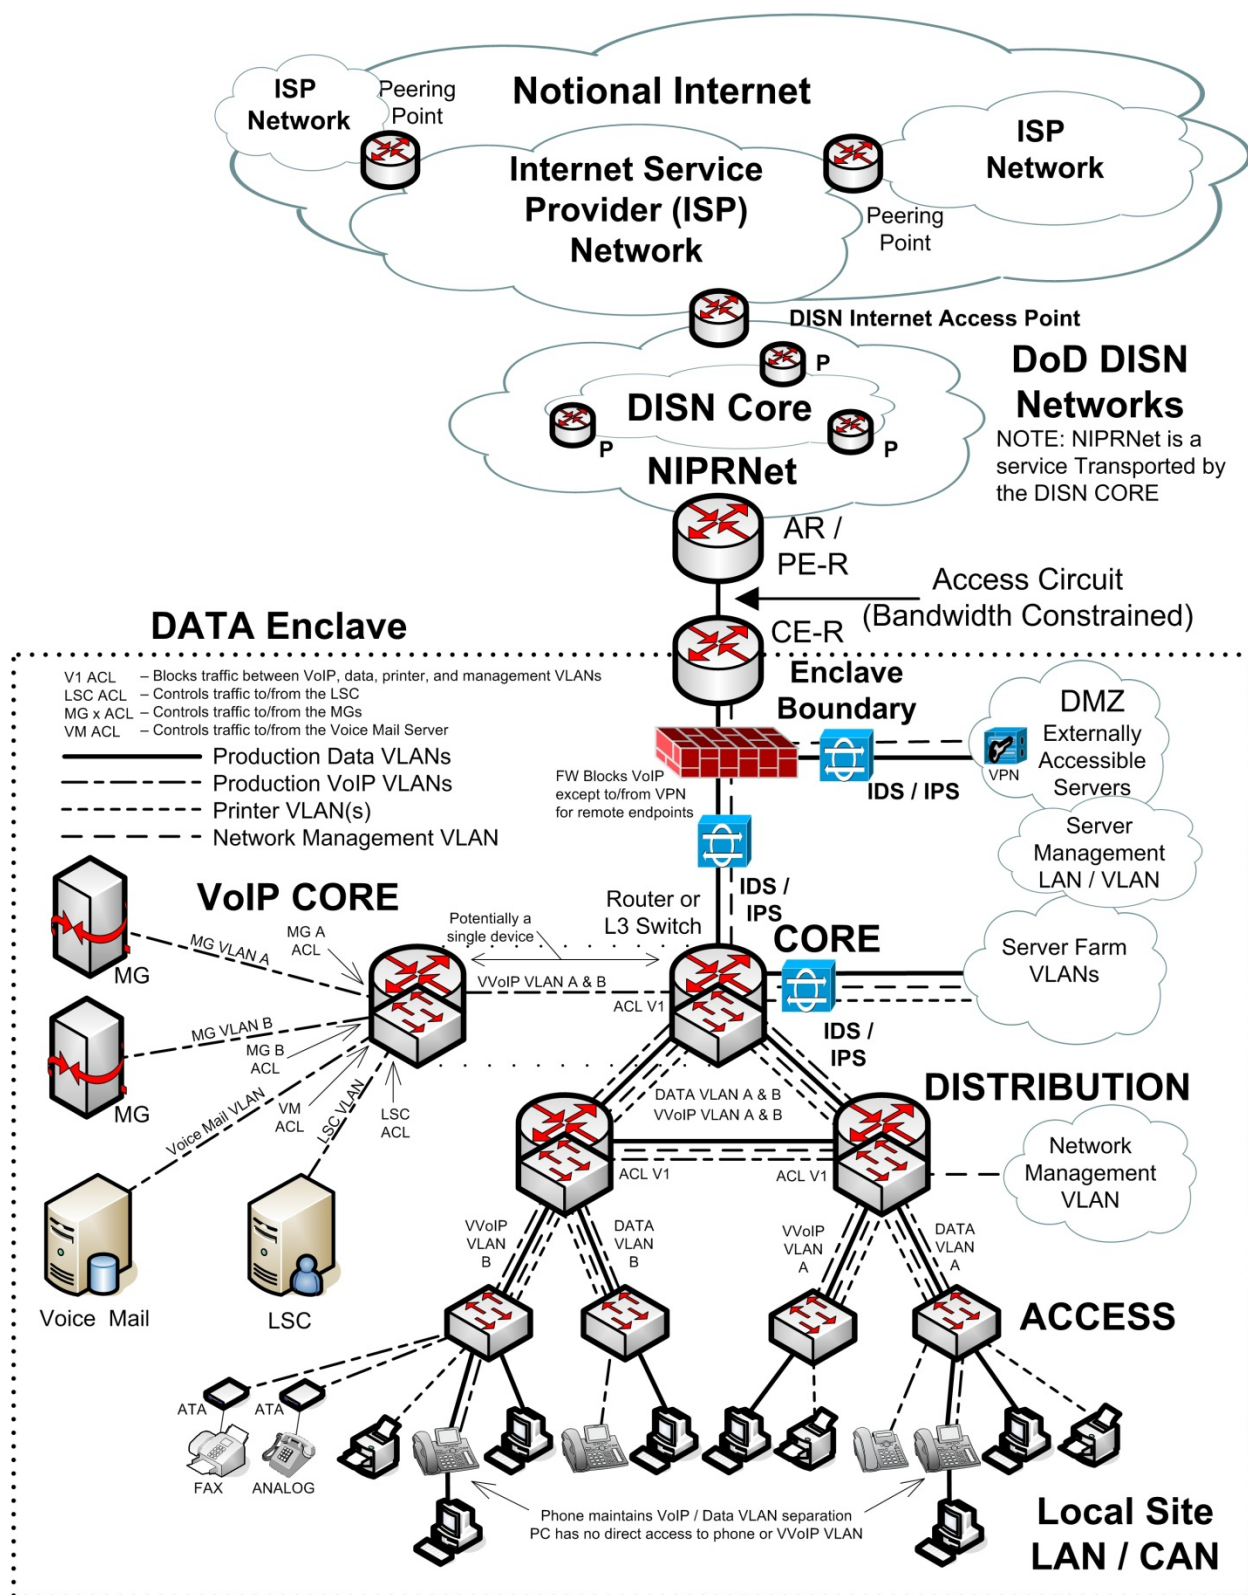 Notional Internet
ISP
Network
Peering
Point
ISP
Network
Internet Service
Provider (ISP)
Network
Peering
Point
DISN Internet Access Point
P
DISN Core
P
P
NIPRNet
DoD DISN
Networks
NOTE: NIPRNet is a
service Transported by
the DISN CORE
AR /
PE-R
Access Circuit
(Bandwidth Constrained)
CE-R
DATA Enclave
Enclave
Boundary
V1 ACL – Blocks traffic between VoIP, data, printer, and management VLANs
LSC ACL – Controls traffic to/from the LSC
MG x ACL – Controls traffic to/from the MGs
VM ACL – Controls traffic to/from the Voice Mail Server
Production Data VLANs
Production VoIP VLANs
Printer VLAN(s)
Network Management VLAN
FW Blocks VoIP
except to/from VPN
for remote endpoints
IDS / IPS
DMZ
Externally
Accessible
Servers
VPN
Server
Management
LAN / VLAN
IDS /
IPS
Router or
L3 Switch
CORE
Server Farm
VLANs
IDS /
IPS
VoIP CORE
Potentially a
single device
MG A
ACL
MG VLAN A
MG
VVoIP VLAN A & B
ACL V1
MG VLAN B
MG B
ACL
MG
VM
ACL
LSC
ACL
Voice Mail VLAN
LSC VLAN
DATA VLAN A & B
VVoIP VLAN A & B
DISTRIBUTION
ACL V1
ACL V1
Network
Management
VLAN
VVoIP
VLAN
B
DATA
VLAN
B
VVoIP
VLAN
A
DATA
VLAN
A
Voice Mail
LSC
ACCESS
ATA
ATA
FAX
ANALOG
Phone maintains VoIP / Data VLAN separation
PC has no direct access to phone or VVoIP VLAN
Local Site
LAN / CAN